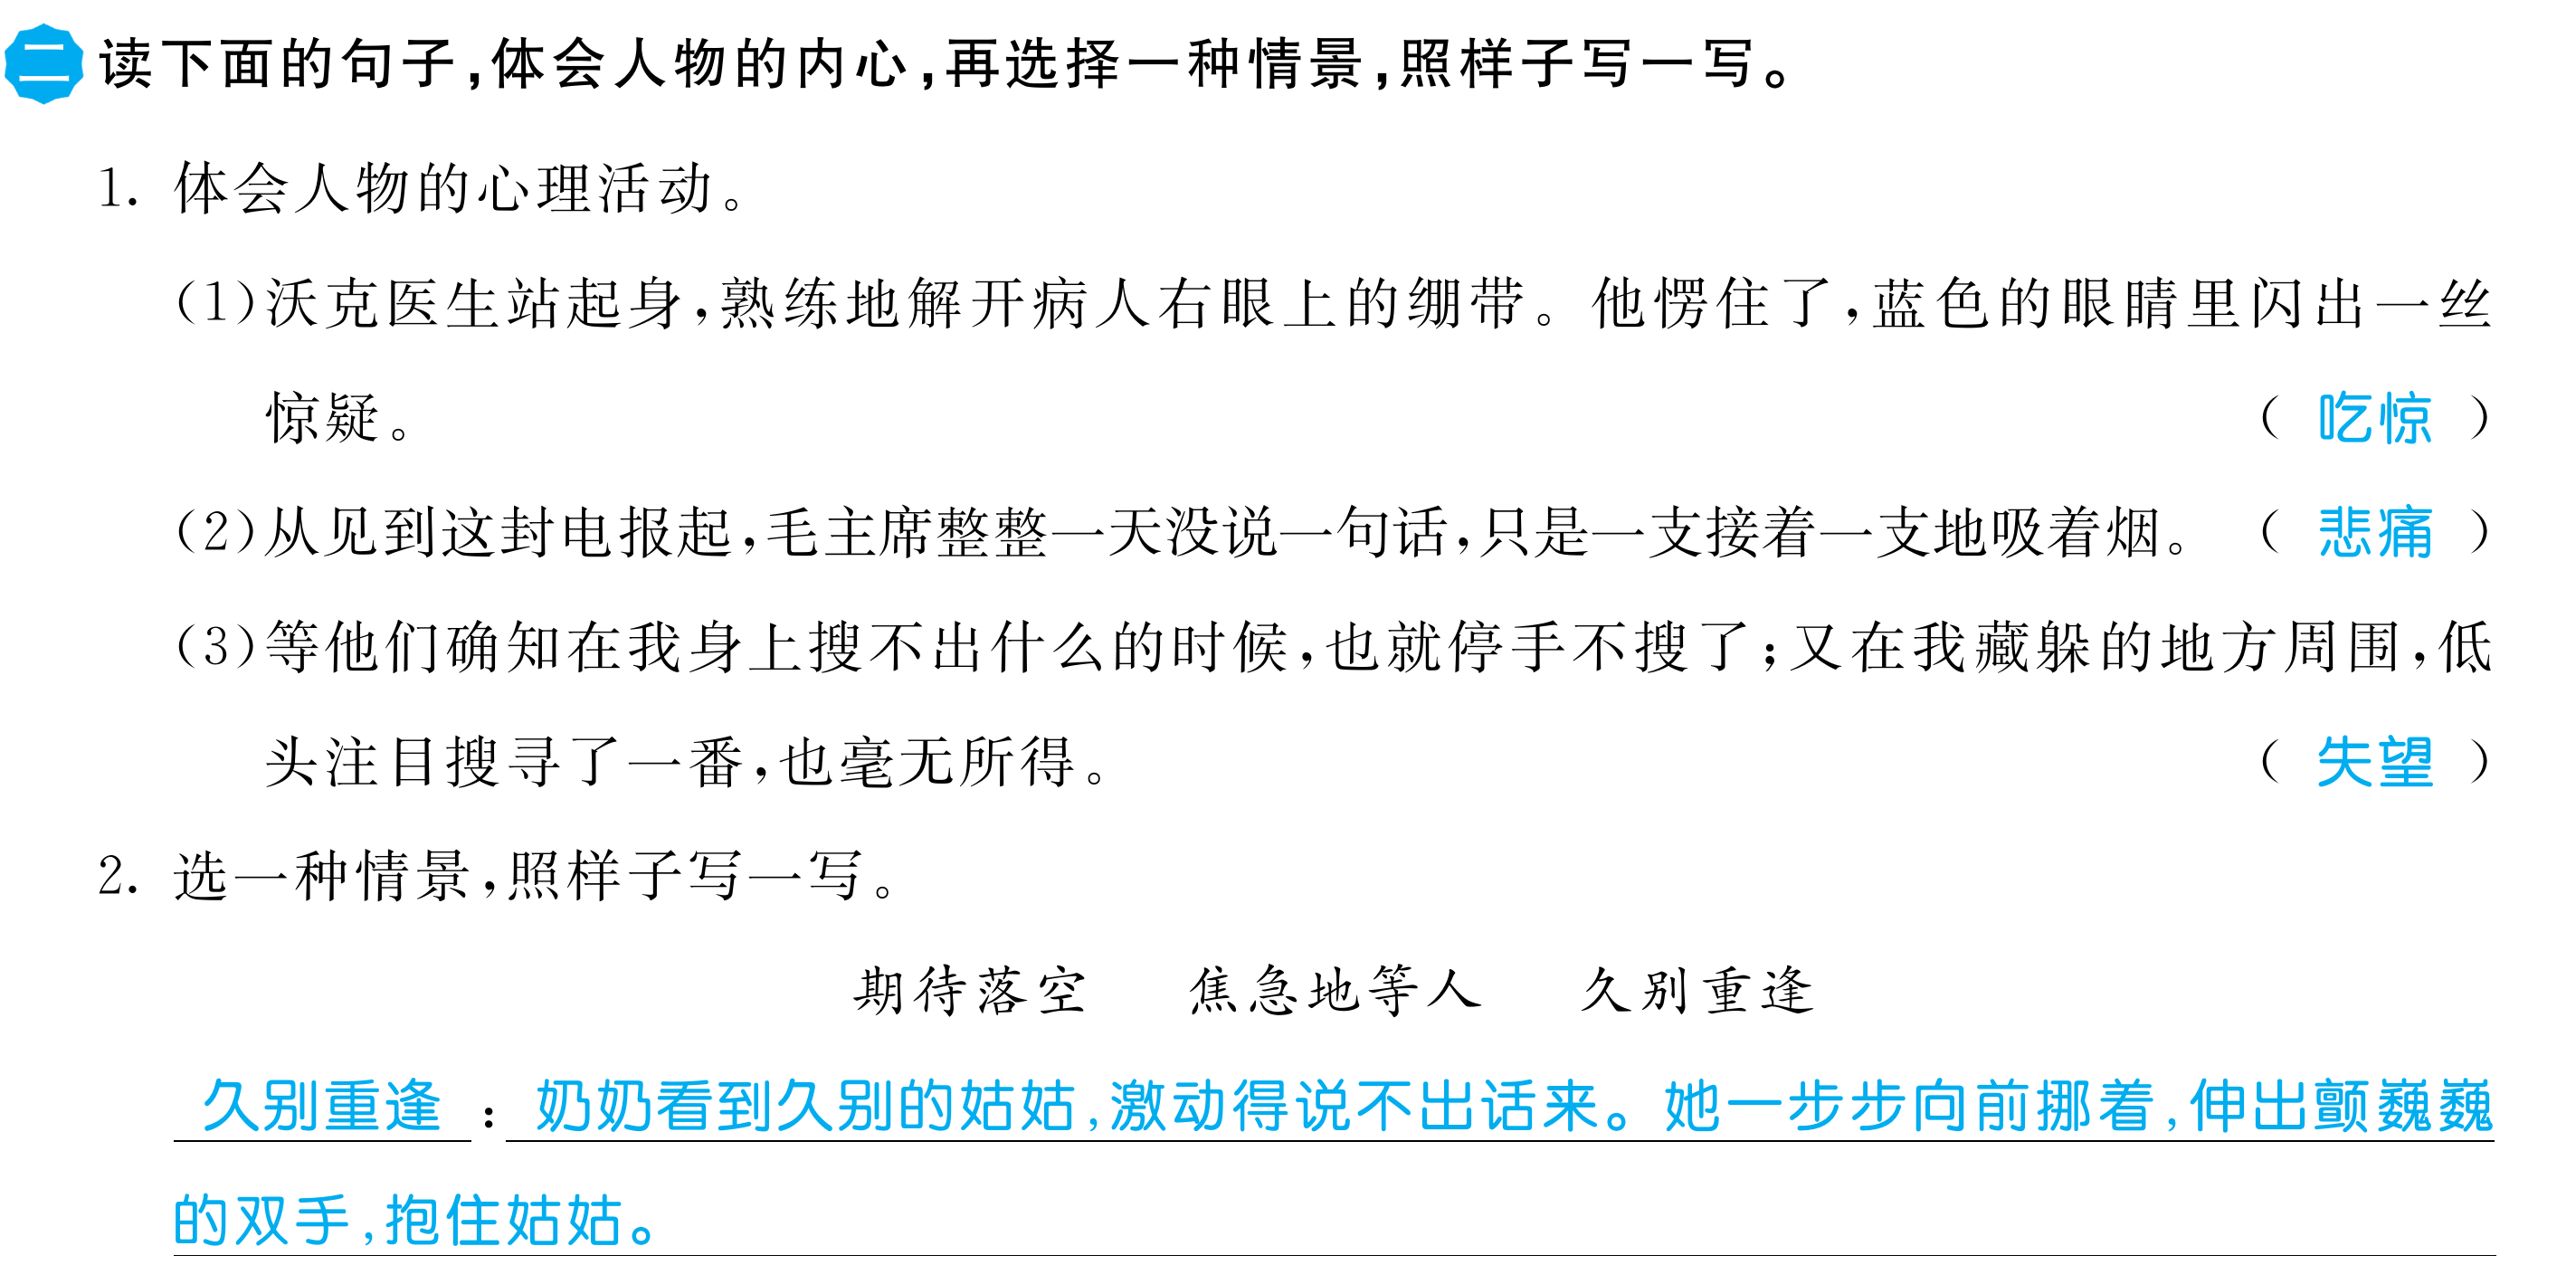 二 读下面的句子,体会人物的内心,再选择一种情景,照样子写一写。
1. 体会人物的心理活动。
(1)沃克医生站起身,熟练地解开病人右眼上的绷带。他愣住了,蓝色的眼睛里闪出一丝
惊疑。 ( 吃惊 )
(2)从见到这封电报起,毛主席整整一天没说一句话,只是一支接着一支地吸着烟。 ( 悲痛 )
(3)等他们确知在我身上搜不出什么的时候,也就停手不搜了;又在我藏躲的地方周围,低
头注目搜寻了一番,也毫无所得。 ( 失望 )
2. 选一种情景,照样子写一写。
期待落空 焦急地等人 久别重逢
久别重逢 : 奶奶看到久别的姑姑,激动得说不出话来。她一步步向前挪着,伸出颤巍巍
的双手,抱住姑姑。